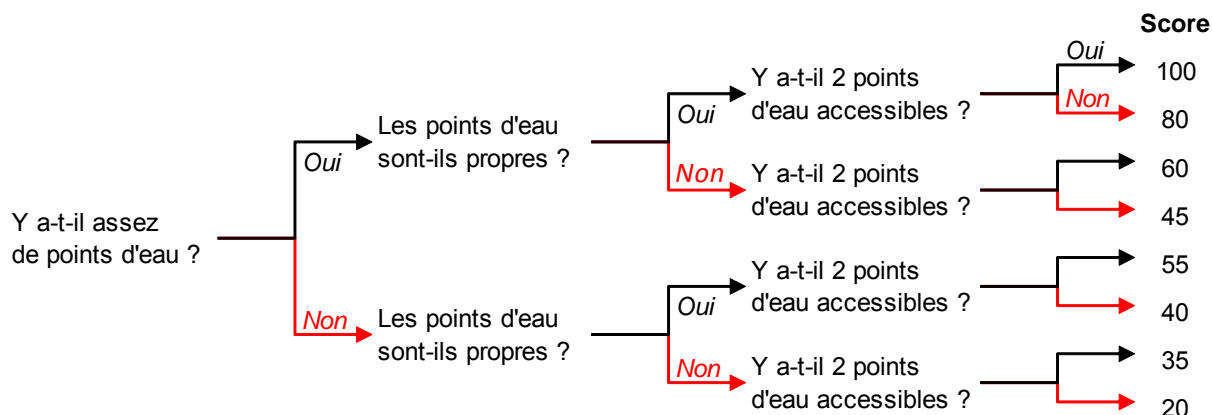 Score
Oui
100
Y a-t-il 2 points
d'eau accessibles ?
Non
80
Oui
Les points d'eau
sont-ils propres ?
Oui
Non
Y a-t-il 2 points
d'eau accessibles ?
60
45
Y a-t-il assez
de points d'eau ?
Non
Les points d'eau
sont-ils propres ?
Oui
Y a-t-il 2 points
d'eau accessibles ?
55
40
Non
Y a-t-il 2 points
d'eau accessibles ?
35
20